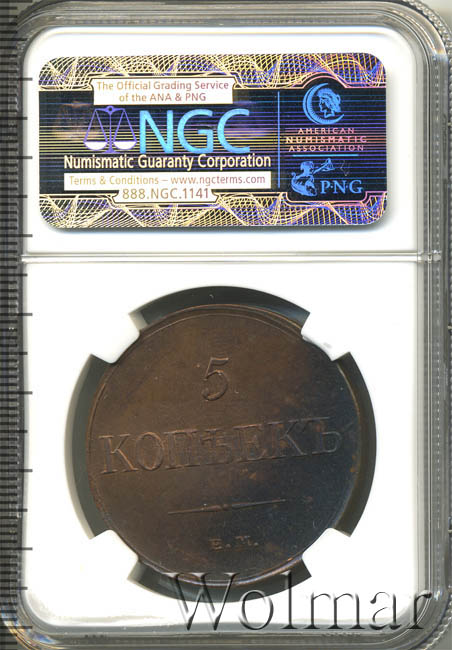 The Official Grading Service
of the ANA & PNG
NGC
Numismatic Guaranty Corporation
Terms & Conditions – www.ngcterms.com
888.NGC.1141
AMERICAN
NUMISMATIC
ASSOCIATION
P·N·G
5
КОПѢЕКЪ
Е.М.
Wolmar